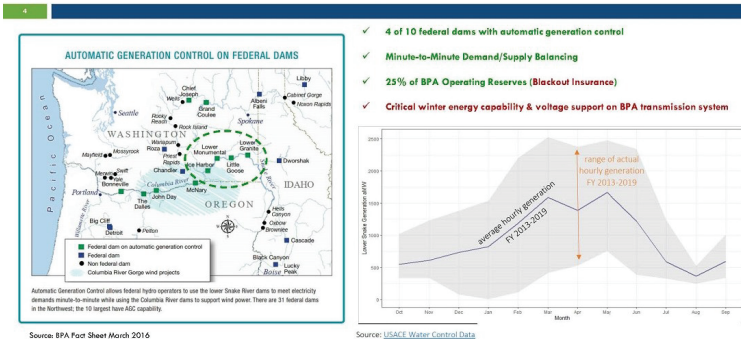 4
AUTOMATIC GENERATION CONTROL ON FEDERAL DAMS
Pacific Ocean
Seattle
WASHINGTON
Chief
Joseph
Wells
Grand
Coulee
Rocky
Reach
Rock Island
Spokane
Albeni
Falls
Libby
Cabinet Gorge
Noxon Rapids
Mayfield
Mossyrock
Wanapum
Roza
Priest
Rapids
Chandler
Lower
Monumental
Ice Harbor
Lower
Granite
Little
Goose
Snake River
Dworshak
Merwin
Swift
Yale
Bonneville
Portland
Columbia River
McNary
IDAHO
The
Dalles
John Day
OREGON
Willamette River
Big Cliff
Detroit
Pelton
Hells
Canyon
Oxbow
Brownlee
Cascade
Black Canyon
Boise
Lucky
Peak
Federal dam on automatic generation control
Federal dam
Non federal dam
Columbia River Gorge wind projects
Automatic Generation Control allows federal hydro operators to use the lower Snake River dams to meet electricity
demands minute-to-minute while using the Columbia River dams to support wind power. There are 31 federal dams
in the Northwest; the 10 largest have AGC capability.
Source: BPA Fact Sheet March 2016
✓ 4 of 10 federal dams with automatic generation control
✓ Minute-to-Minute Demand/Supply Balancing
✓ 25% of BPA Operating Reserves (Blackout Insurance)
✓ Critical winter energy capability & voltage support on BPA transmission system
Lower Snake Generation aMW
2500
2000
1500
1000
500
0
average hourly generation
FY 2013-2019
range of actual
hourly generation
FY 2013-2019
Oct Nov Dec Jan Feb Mar Apr May Jun Jul Aug Sep
Month
Source: USACE Water Control Data